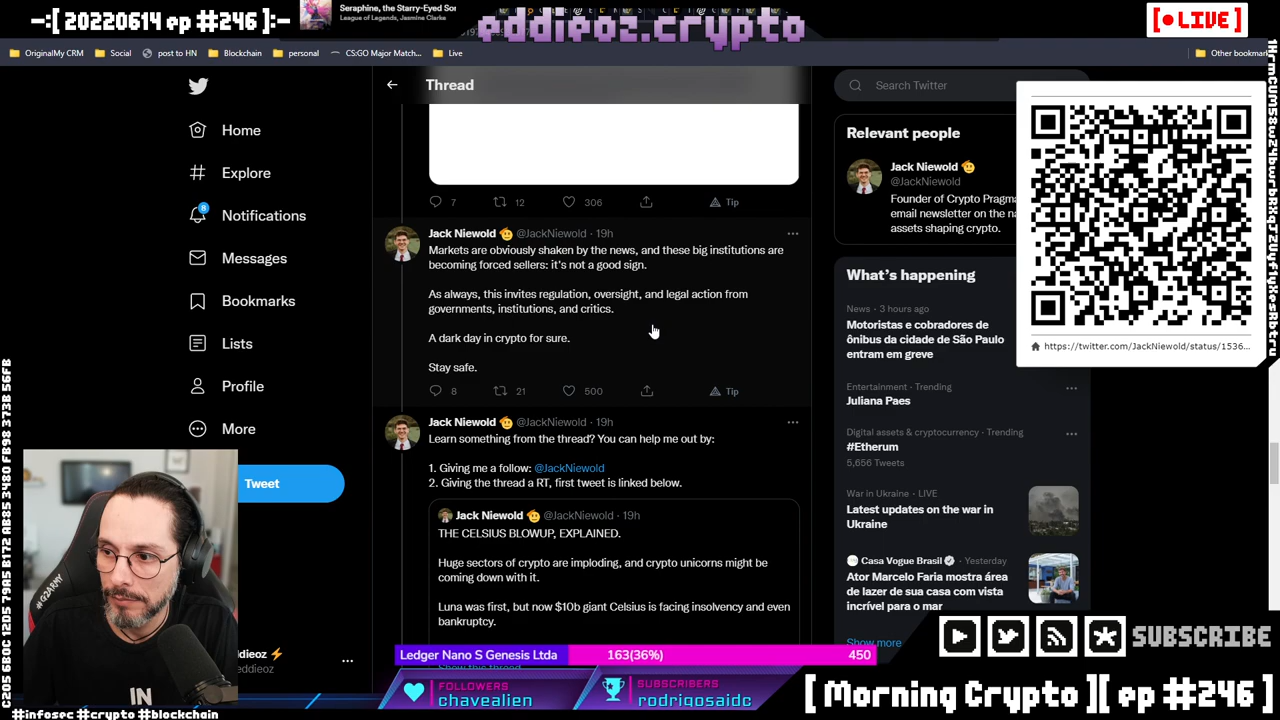 -:[ 20220614 ep #246 ]:-
Seraphine, the Starry-Eyed Son
League of Legends, Jasmine Clarke
eddieoz.crypto
[ LIVE ]
OriginalMy CRM
Social
post to HN
Blockchain
personal
CS:GO Major Match...
Live
Other bookmar
Thread
Search Twitter
Home
Explore
8
Notifications
Messages
Bookmarks
Lists
Profile
More
Tweet
7
12
306
Tip
Jack Niewold @JackNiewold · 19h
Markets are obviously shaken by the news, and these big institutions are
becoming forced sellers: it's not a good sign.
As always, this invites regulation, oversight, and legal action from
governments, institutions, and critics.
A dark day in crypto for sure.
Stay safe.
8
21
500
Tip
Jack Niewold @JackNiewold · 19h
Learn something from the thread? You can help me out by:
1. Giving me a follow: @JackNiewold
2. Giving the thread a RT, first tweet is linked below.
Jack Niewold @JackNiewold · 19h
THE CELSIUS BLOWUP, EXPLAINED.
Huge sectors of crypto are imploding, and crypto unicorns might be
coming down with it.
Luna was first, but now $10b giant Celsius is facing insolvency and even
bankruptcy.
Show this thread
Relevant people
Jack Niewold
@JackNiewold
Founder of Crypto Pragm
email newsletter on the na
assets shaping crypto.
https://twitter.com/JackNiewold/status/1536...
What's happening
News · 3 hours ago
Motoristas e cobradores de
ônibus da cidade de São Paulo
entram em greve
Entertainment · Trending
Juliana Paes
Digital assets & cryptocurrency · Trending
#Etherum
5,656 Tweets
War in Ukraine · LIVE
Latest updates on the war in
Ukraine
Casa Vogue Brasil · Yesterday
Ator Marcelo Faria mostra área
de lazer de sua casa com vista
incrível para o mar
Show more
#G2ARMY
IN
ddieoz
eddieoz
Ledger Nano S Genesis Ltda
163(36%)
450
FOLLOWERS
chavealien
SUBSCRIBERS
rodrigosaidc
SUBSCRIBE
[ Morning Crypto ][ ep #246 ]
#infosec #crypto #blockchain